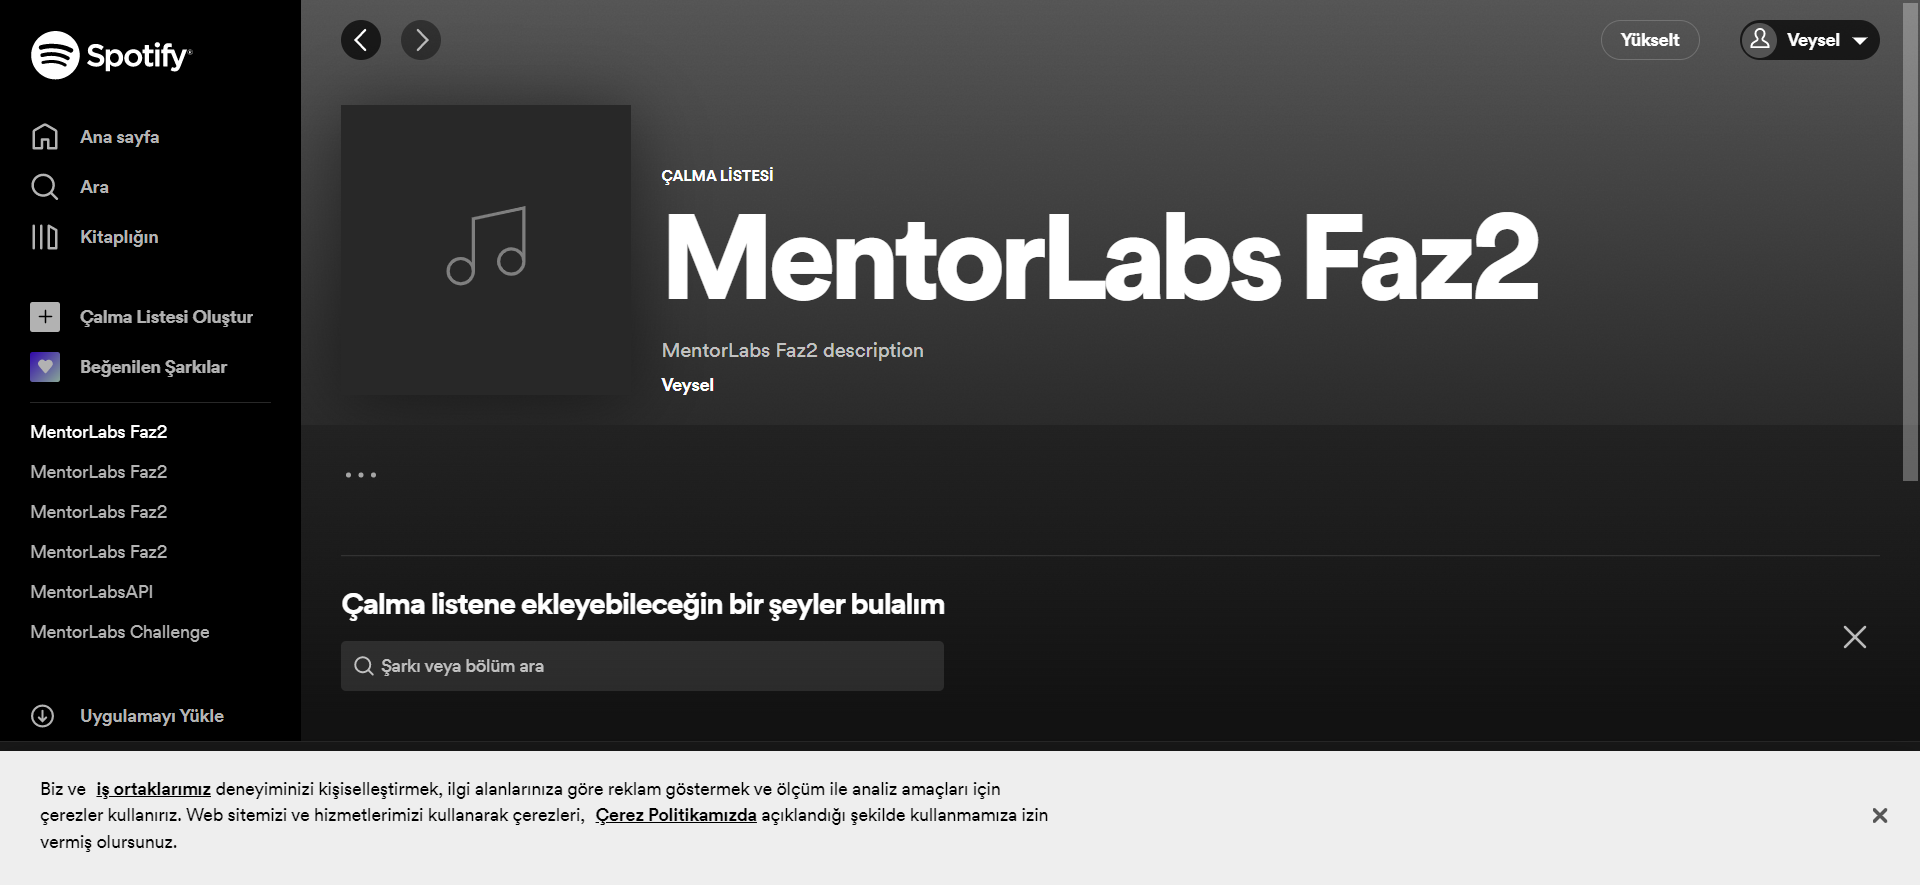 Spotify
Ana sayfa
Ara
Kitaplığın
Çalma Listesi Oluştur
Beğenilen Şarkılar
MentorLabs Faz2
MentorLabs Faz2
MentorLabs Faz2
MentorLabs Faz2
MentorLabsAPI
MentorLabs Challenge
Uygulamayı Yükle
Yükselt
Veysel
ÇALMA LİSTESİ
MentorLabs Faz2
MentorLabs Faz2 description
Veysel
Çalma listene ekleyebileceğin bir şeyler bulalım
Şarkı veya bölüm ara
Biz ve iş ortaklarımız deneyiminizi kişiselleştirmek, ilgi alanlarınıza göre reklam göstermek ve ölçüm ile analiz amaçları için
çerezler kullanırız. Web sitemizi ve hizmetlerimizi kullanarak çerezleri, Çerez Politikamızda açıklandığı şekilde kullanmamıza izin
vermiş olursunuz.